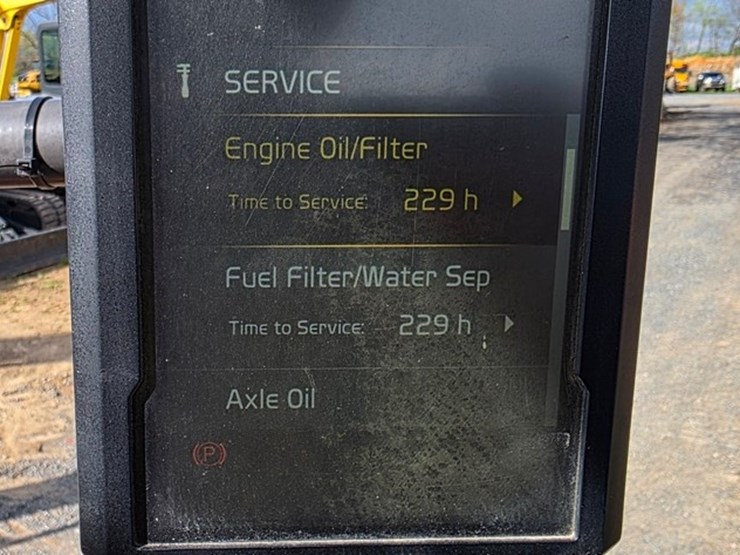 SERVICE
Engine Oil/Filter
Time to Service: 229 h
Fuel Filter/Water Sep
Time to Service: 229 h
Axle Oil
(P)